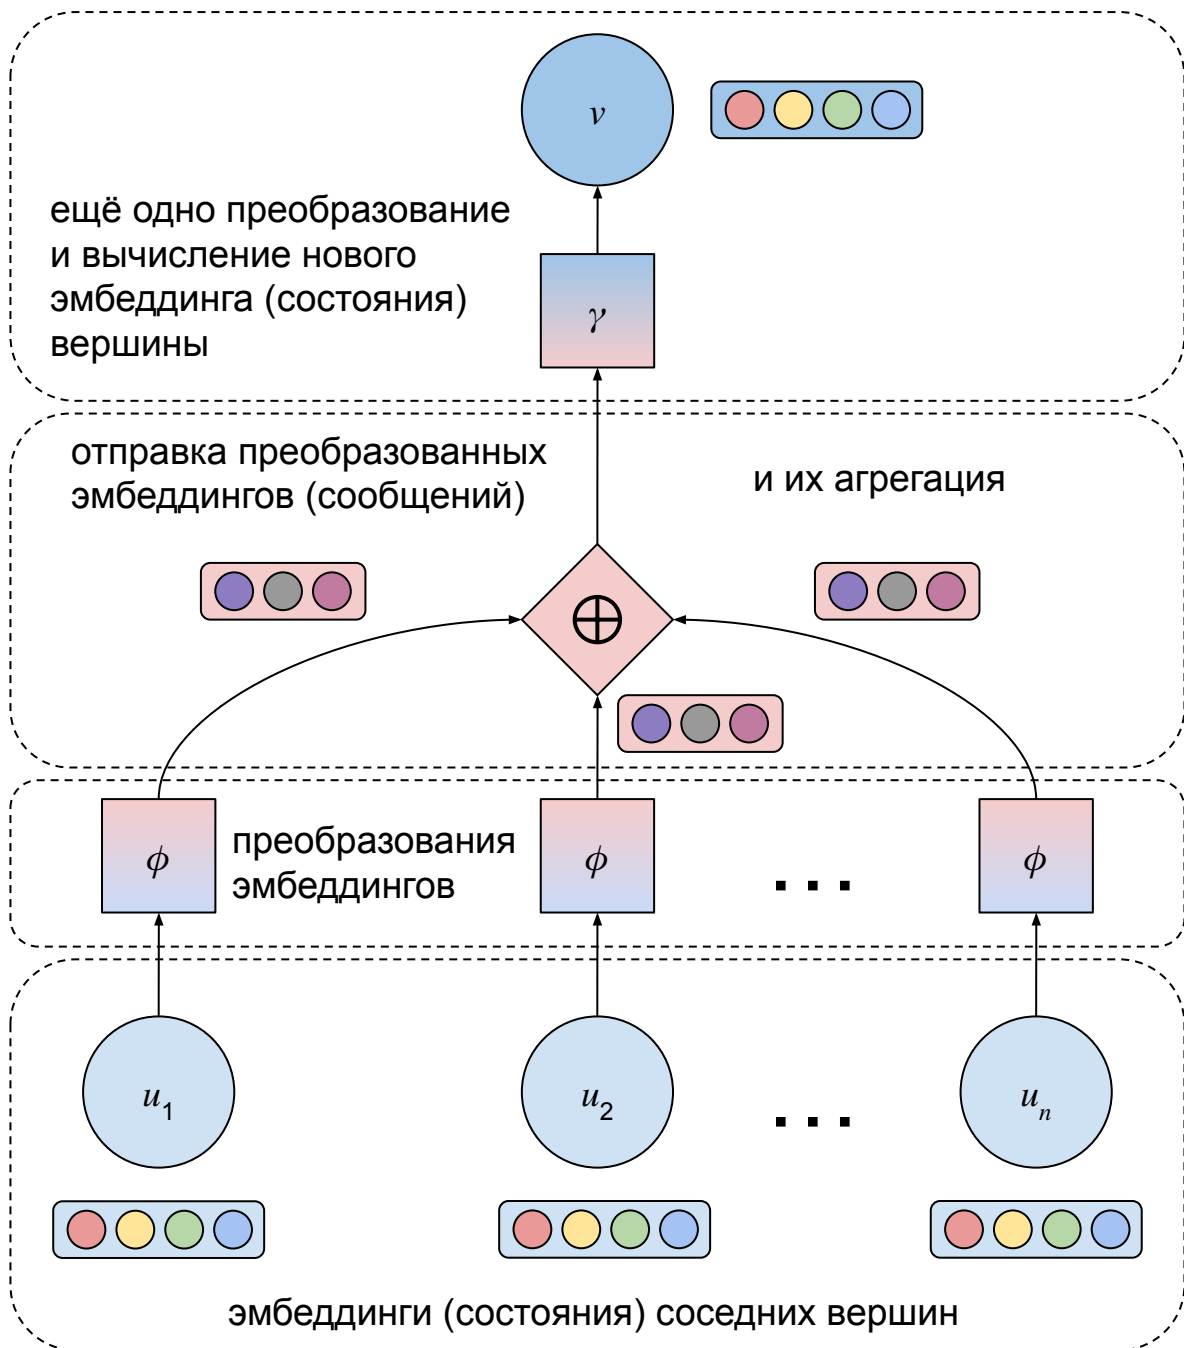 v
ещё одно преобразование
и вычисление нового
эмбеддинга (состояния)
вершины
γ
отправка преобразованных
эмбеддингов (сообщений)
и их агрегация
⊕
ϕ
преобразования
эмбеддингов
ϕ
. . .
ϕ
u1
u2
. . .
un
эмбеддинги (состояния) соседних вершин